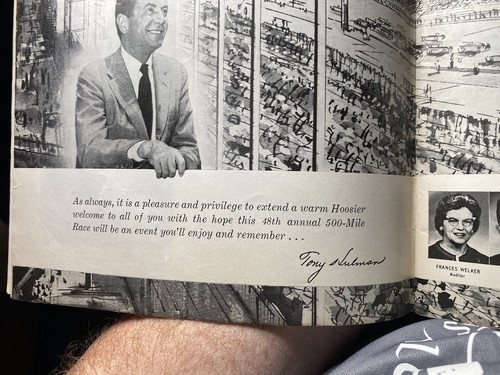 As always, it is a pleasure and privilege to extend a warm Hoosier
welcome to all of you with the hope this 48th annual 500-Mile
Race will be an event you'll enjoy and remember . . .
Tony Hulman
FRANCES WELKER
Auditor